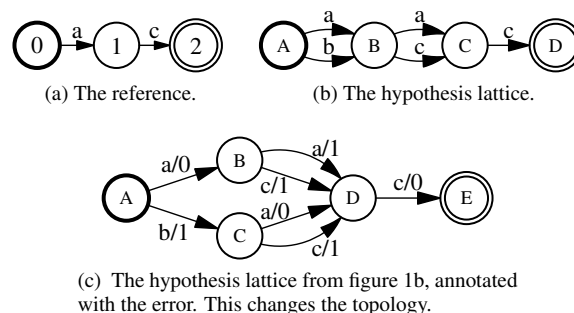 0 a 1 c 2
(a) The reference.
A a b B a c C c D
(b) The hypothesis lattice.
A a/0 b/1 B C a/1 c/1 a/0 c/1 D c/0 E
(c) The hypothesis lattice from figure 1b, annotated
with the error. This changes the topology.